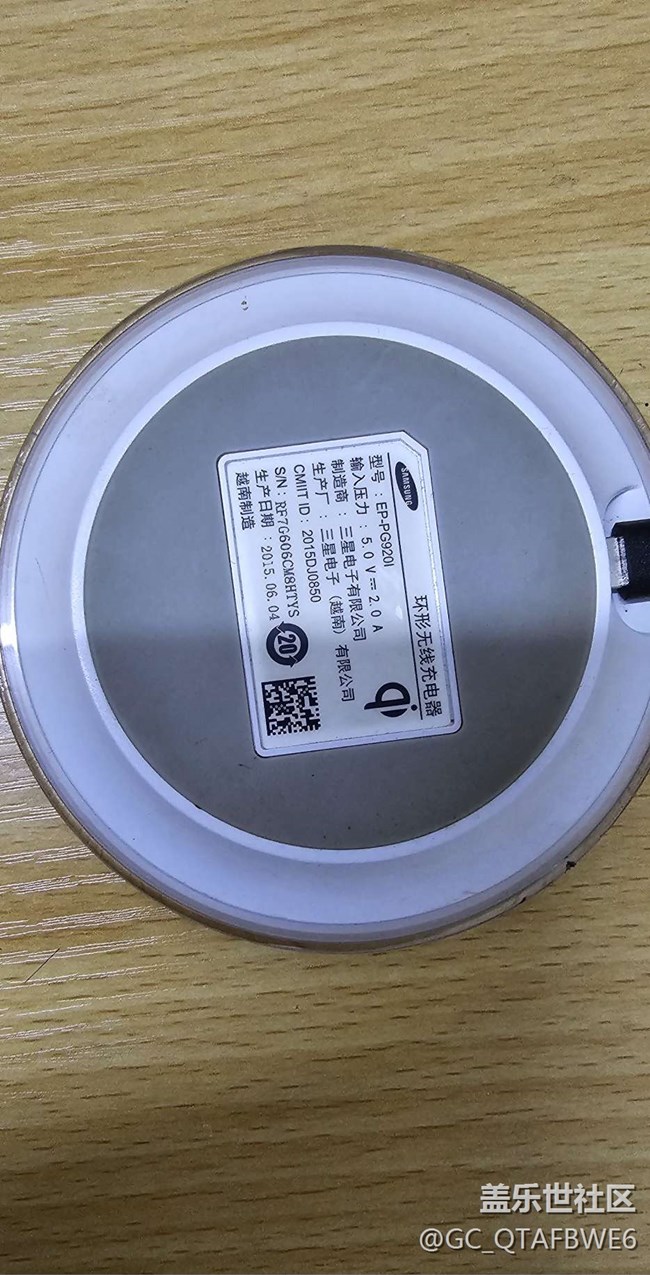 SAMSUNG
环形无线充电器
型号：EP-PG920I
输入压力：5.0 V⎓2.0 A
制造商：三星电子有限公司
生产厂：三星电子（越南）有限公司
CMIIT ID：2015DJ0850
S/N：RF7G606CM8HTYS
生产日期：2015.06.04
越南制造
qi
20
盖乐世社区
@GC_QTAFBWE6